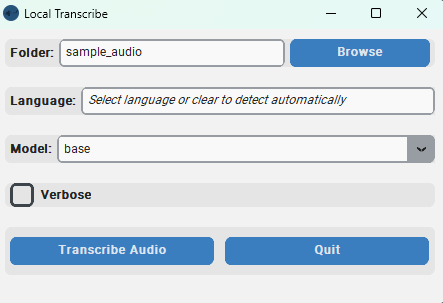 Local Transcribe
Folder: sample_audio Browse
Language: Select language or clear to detect automatically
Model: base
Verbose
Transcribe Audio Quit